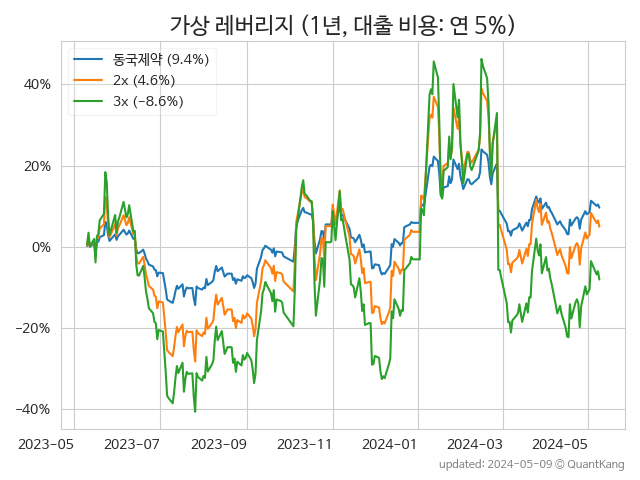 가상 레버리지 (1년, 대출 비용: 연 5%)
동국제약 (9.4%)
2x (4.6%)
3x (−8.6%)
40%
20%
0%
−20%
−40%
2023-05 2023-07 2023-09 2023-11 2024-01 2024-03 2024-05
updated: 2024-05-09 © QuantKang